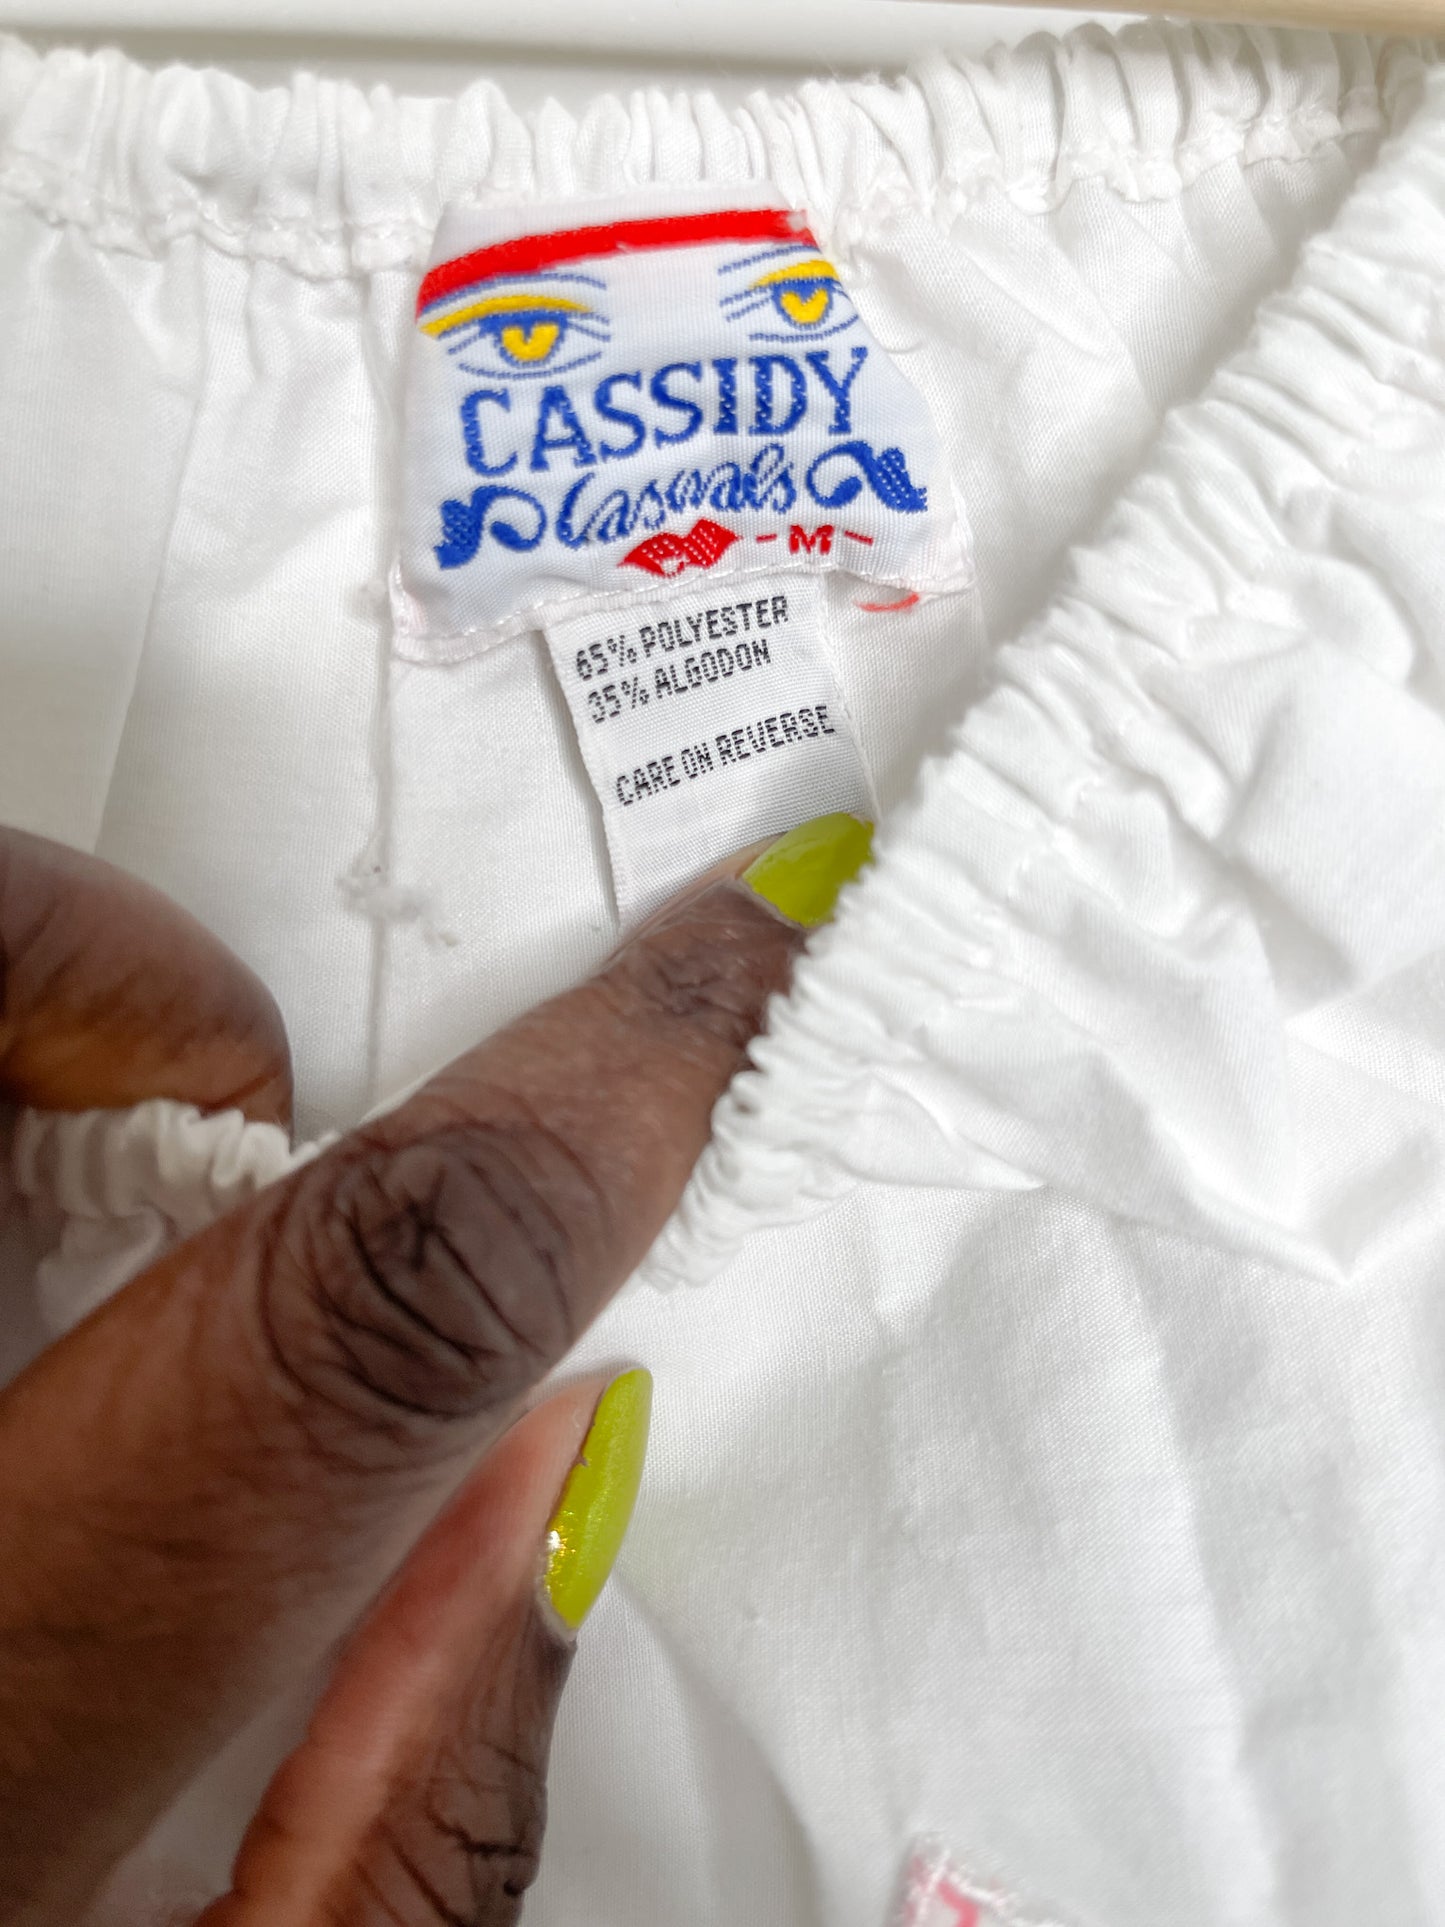 CASSIDY
Casuals
- M -
65% POLYESTER
35% ALGODON
CARE ON REVERSE